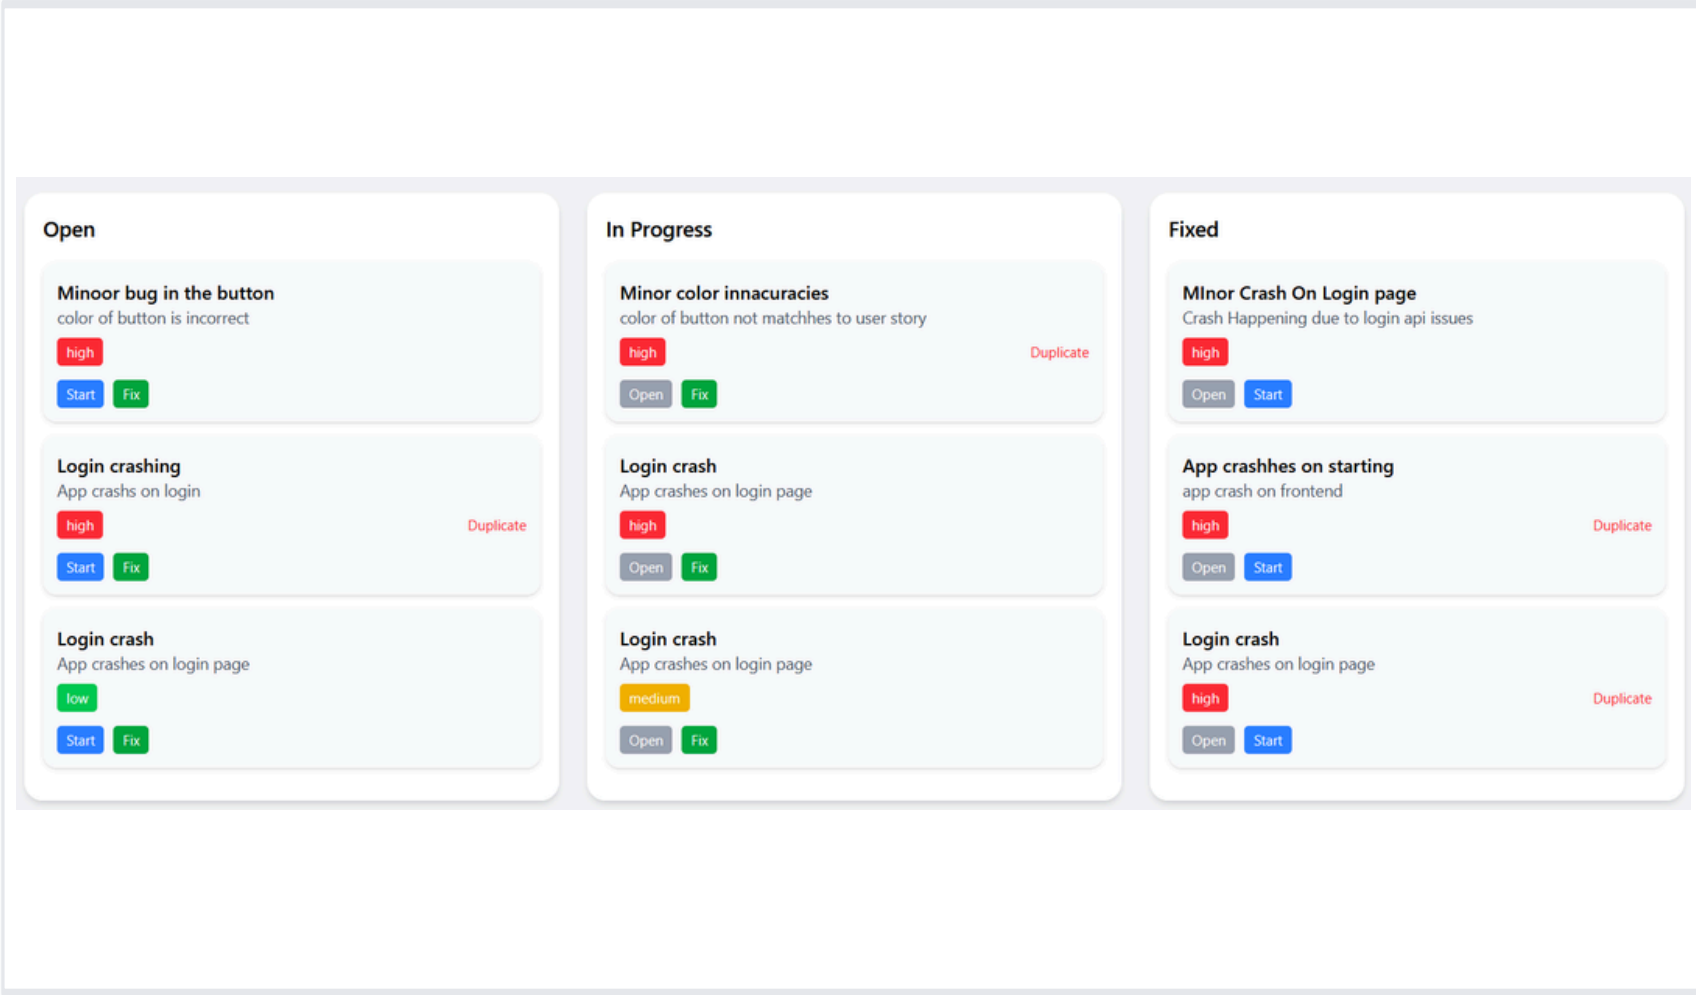 Open
Minoor bug in the button
color of button is incorrect
high
Start Fix
Login crashing
App crashs on login
high Duplicate
Start Fix
Login crash
App crashes on login page
low
Start Fix
In Progress
Minor color innacuracies
color of button not matchhes to user story
high Duplicate
Open Fix
Login crash
App crashes on login page
high
Open Fix
Login crash
App crashes on login page
medium
Open Fix
Fixed
MInor Crash On Login page
Crash Happening due to login api issues
high
Open Start
App crashhes on starting
app crash on frontend
high Duplicate
Open Start
Login crash
App crashes on login page
high Duplicate
Open Start